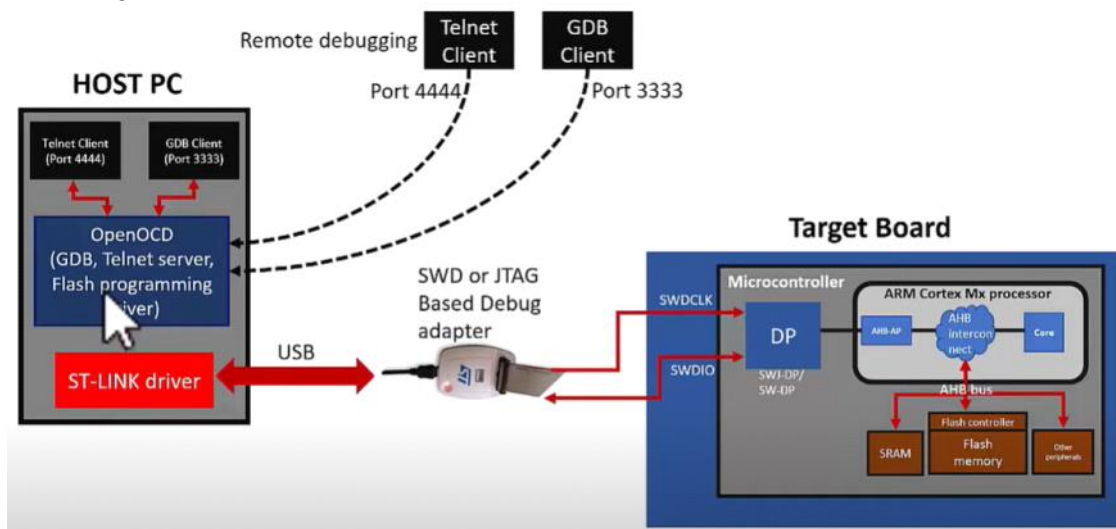 Remote debugging
Telnet
Client
GDB
Client
Port 4444
Port 3333
HOST PC
Telnet Client
(Port 4444)
GDB Client
(Port 3333)
OpenOCD
(GDB, Telnet server,
Flash programming
iver)
ST-LINK driver
USB
SWD or JTAG
Based Debug
adapter
Target Board
SWDCLK
SWDIO
Microcontroller
DP
SWJ-DP/
SW-DP
ARM Cortex Mx processor
AHB-AP
AHB
intercon
nect
Core
AHB bus
SRAM
Flash controller
Flash
memory
Other
peripherals